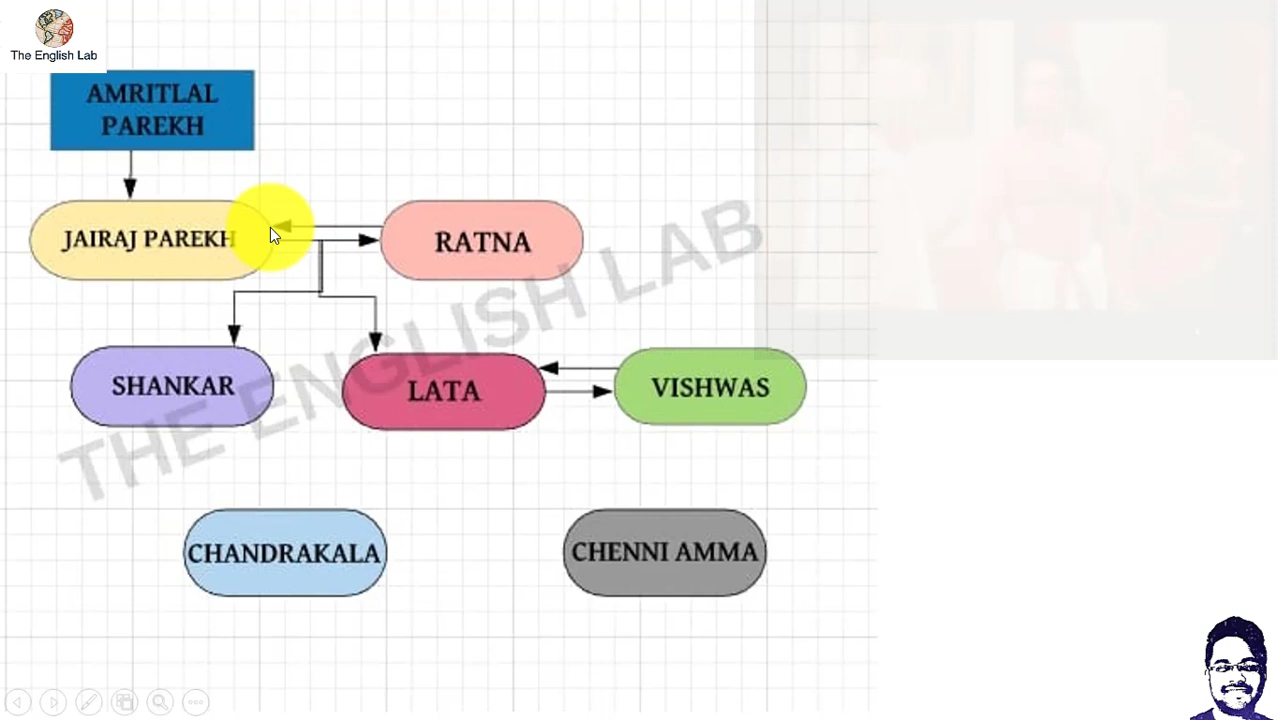 The English Lab
AMRITLAL
PAREKH
JAIRAJ PAREKH
RATNA
SHANKAR
LATA
VISHWAS
CHANDRAKALA
CHENNI AMMA
THE ENGLISH LAB